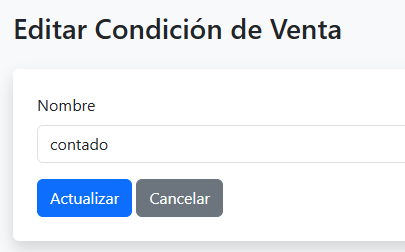 Editar Condición de Venta
Nombre
contado
Actualizar Cancelar